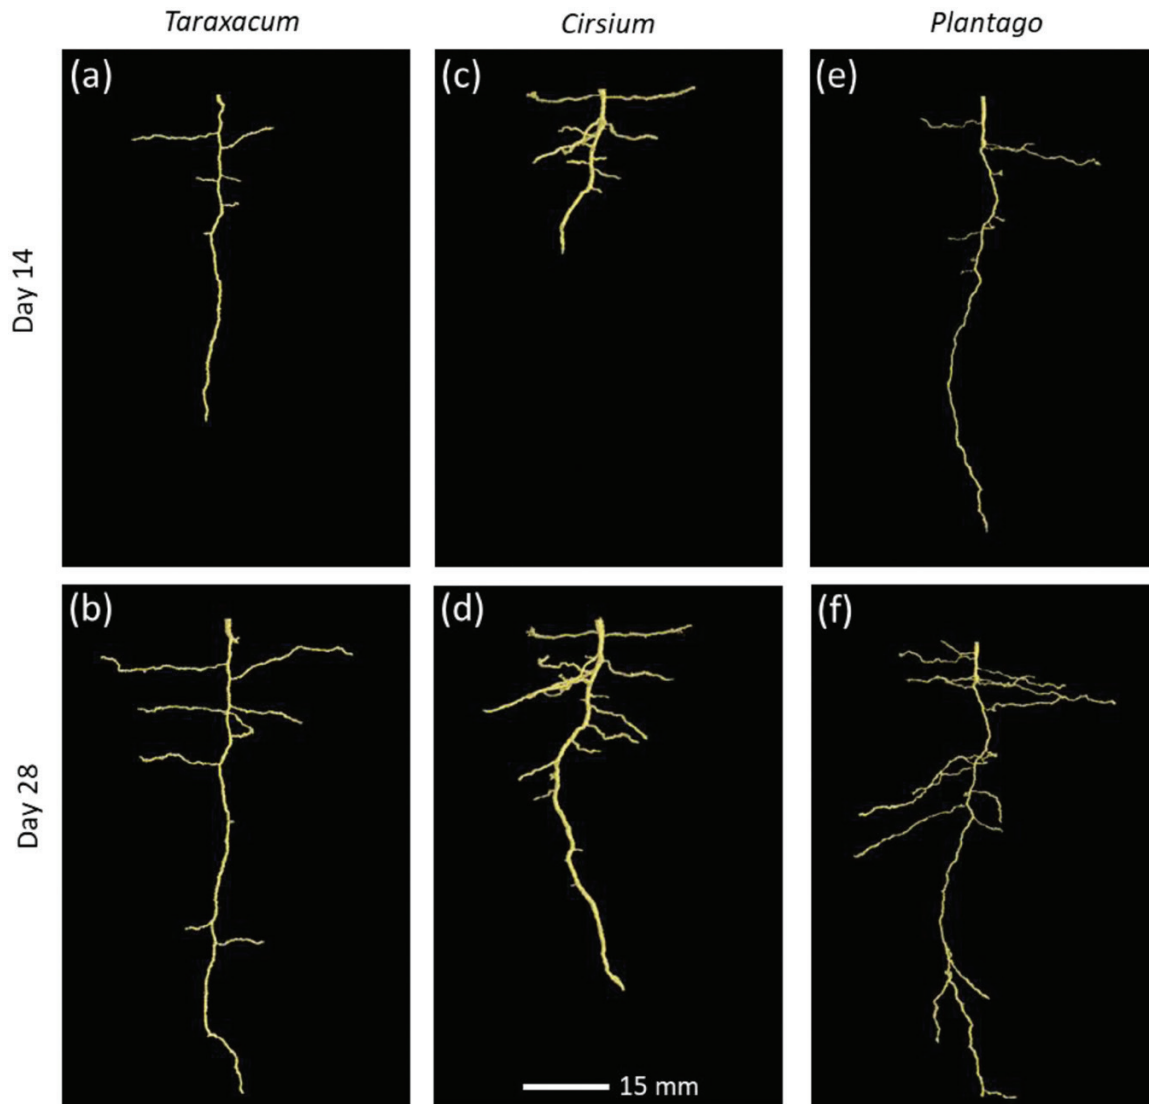 Taraxacum
Cirsium
Plantago
(a)
(c)
(e)
Day 14
(b)
(d)
(f)
Day 28
15 mm